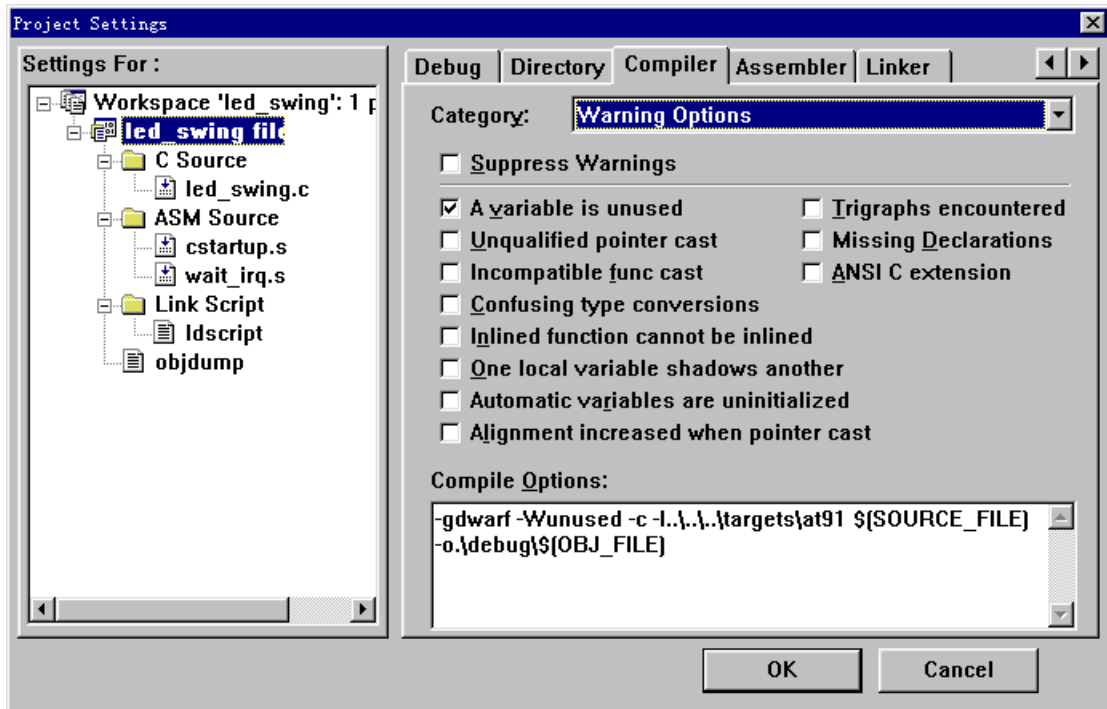 Project Settings
Settings For :
Workspace 'led_swing': 1 p
led_swing file
C Source
led_swing.c
ASM Source
cstartup.s
wait_irq.s
Link Script
ldscript
objdump
Debug Directory Compiler Assembler Linker
Category: Warning Options
Suppress Warnings
A variable is unused Trigraphs encountered
Unqualified pointer cast Missing Declarations
Incompatible func cast ANSI C extension
Confusing type conversions
Inlined function cannot be inlined
One local variable shadows another
Automatic variables are uninitialized
Alignment increased when pointer cast
Compile Options:
-gdwarf -Wunused -c -I..\..\..\targets\at91 $(SOURCE_FILE)
-o.\debug\$(OBJ_FILE)
OK Cancel